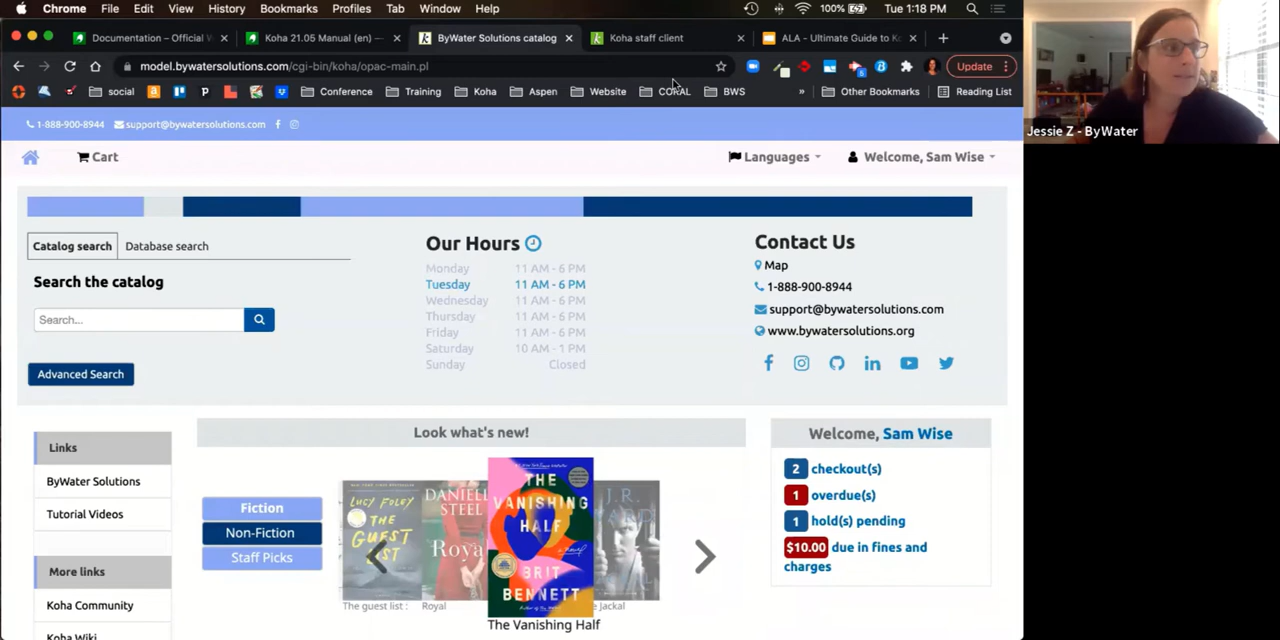 Chrome File Edit View History Bookmarks Profiles Tab Window Help 100% Tue 1:18 PM
Documentation – Official W
Koha 21.05 Manual (en) —
ByWater Solutions catalog
Koha staff client
ALA - Ultimate Guide to Ko
model.bywatersolutions.com/cgi-bin/koha/opac-main.pl
Update
social
Conference
Training
Koha
Aspen
Website
CORAL
BWS
»
Other Bookmarks
Reading List
1-888-900-8944 support@bywatersolutions.com
Cart
Languages
Welcome, Sam Wise
Catalog search
Database search
Search the catalog
Search...
Advanced Search
Our Hours
Monday 11 AM - 6 PM
Tuesday 11 AM - 6 PM
Wednesday 11 AM - 6 PM
Thursday 11 AM - 6 PM
Friday 11 AM - 6 PM
Saturday 10 AM - 1 PM
Sunday Closed
Contact Us
Map
1-888-900-8944
support@bywatersolutions.com
www.bywatersolutions.org
Links
ByWater Solutions
Tutorial Videos
More links
Koha Community
Koha Wiki
Look what's new!
Fiction
Non-Fiction
Staff Picks
LUCY FOLEY
THE
GUEST
LIST
DANIELL
STEEL
Royal
THE
VANISHING
HALF
a novel
BRIT
BENNETT
J.R.
WARD
The guest list :
Royal
The Vanishing Half
Jackal
Welcome, Sam Wise
2 checkout(s)
1 overdue(s)
1 hold(s) pending
$10.00 due in fines and
charges
Jessie Z - ByWater